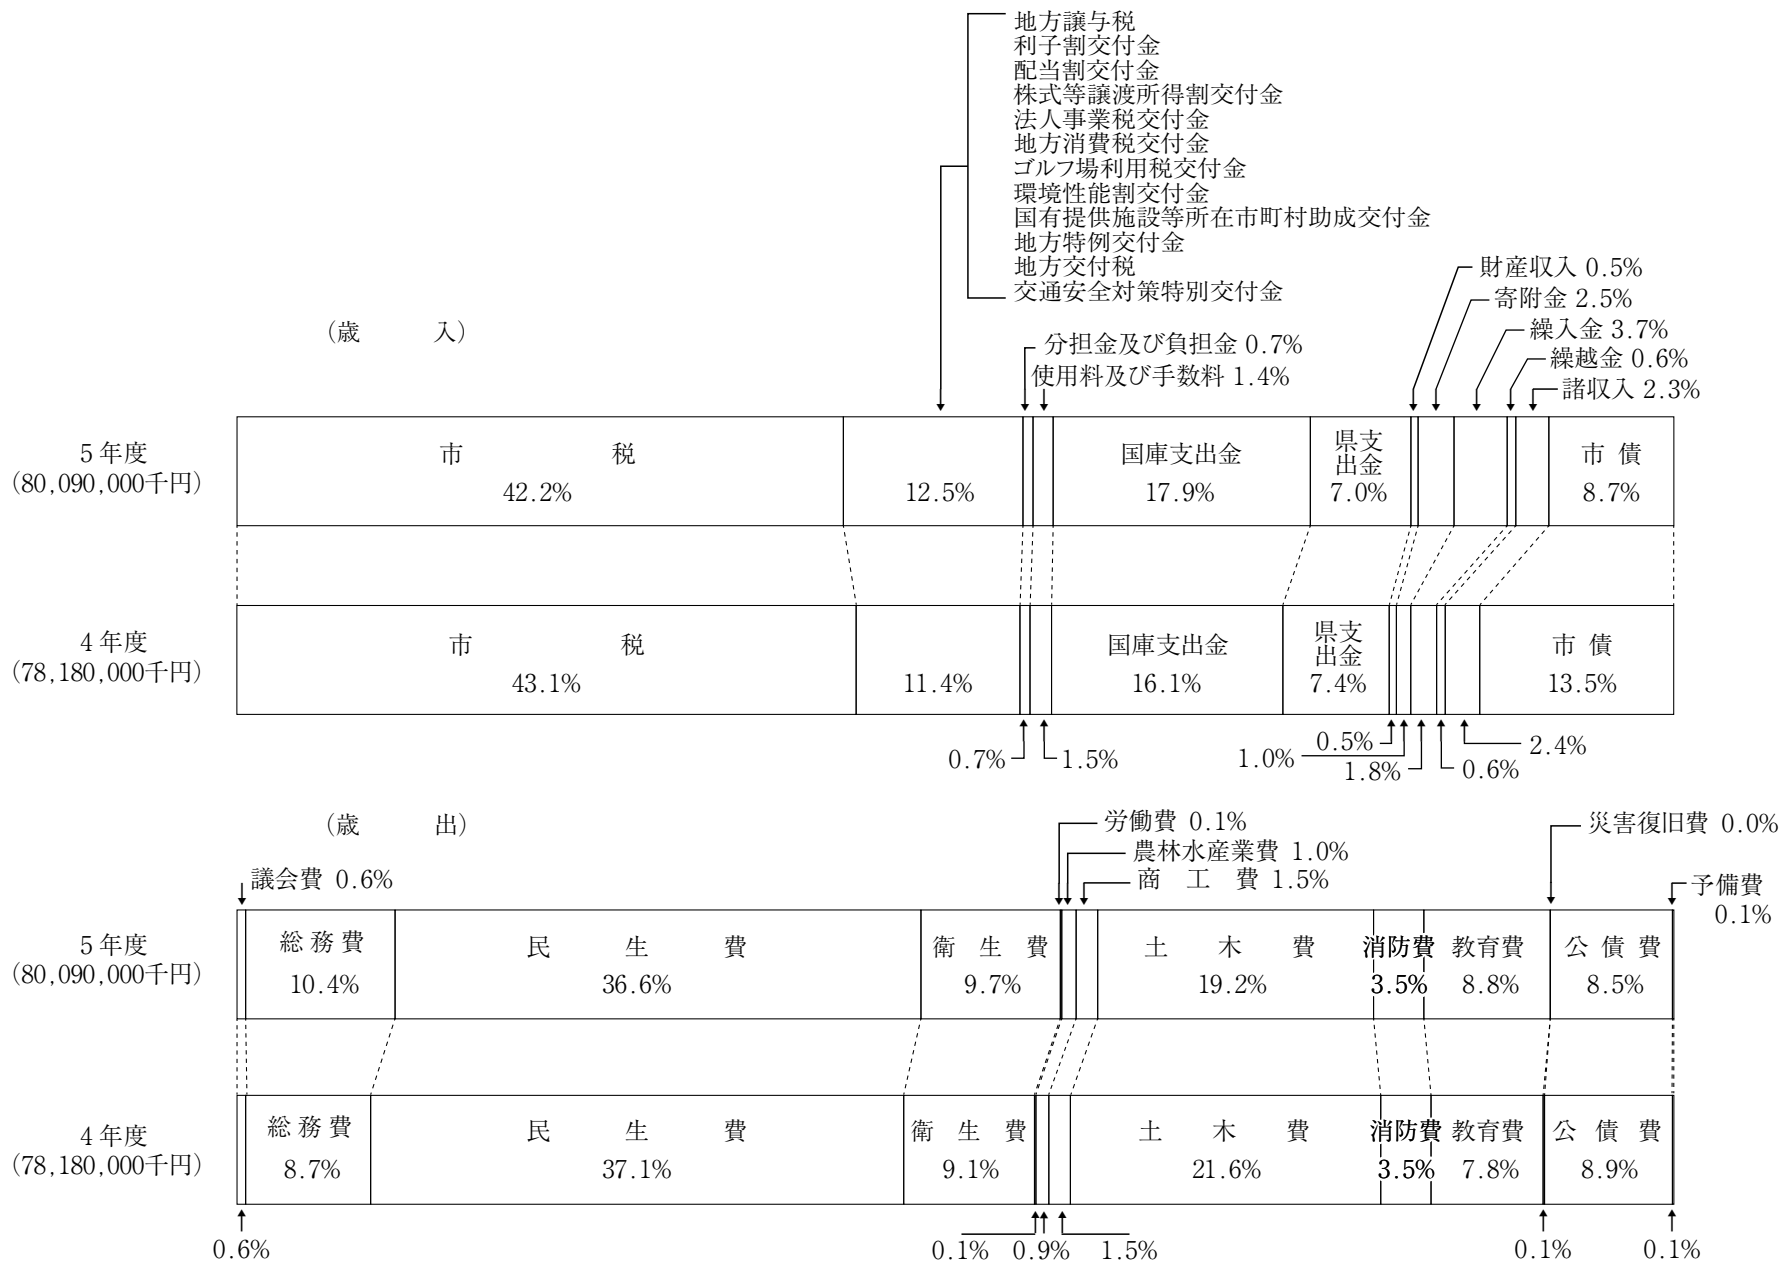 地方譲与税
利子割交付金
配当割交付金
株式等譲渡所得割交付金
法人事業税交付金
地方消費税交付金
ゴルフ場利用税交付金
環境性能割交付金
国有提供施設等所在市町村助成交付金
地方特例交付金
地方交付税
交通安全対策特別交付金
(歳 入)
財産収入 0.5%
寄附金 2.5%
繰入金 3.7%
繰越金 0.6%
諸収入 2.3%
分担金及び負担金 0.7%
使用料及び手数料 1.4%
5年度
(80,090,000千円)
市 税
42.2%
12.5%
国庫支出金
17.9%
県支
出金
7.0%
市 債
8.7%
4年度
(78,180,000千円)
市 税
43.1%
11.4%
国庫支出金
16.1%
県支
出金
7.4%
市 債
13.5%
0.7%
1.5%
1.0%
0.5%
1.8%
0.6%
2.4%
(歳 出)
議会費 0.6%
労働費 0.1%
農林水産業費 1.0%
商 工 費 1.5%
災害復旧費 0.0%
予備費
0.1%
5年度
(80,090,000千円)
総務費
10.4%
民 生 費
36.6%
衛 生 費
9.7%
土 木 費
19.2%
消防費
3.5%
教育費
8.8%
公 債 費
8.5%
4年度
(78,180,000千円)
総務費
8.7%
民 生 費
37.1%
衛 生 費
9.1%
土 木 費
21.6%
消防費
3.5%
教育費
7.8%
公 債 費
8.9%
0.6%
0.1%
0.9%
1.5%
0.1%
0.1%